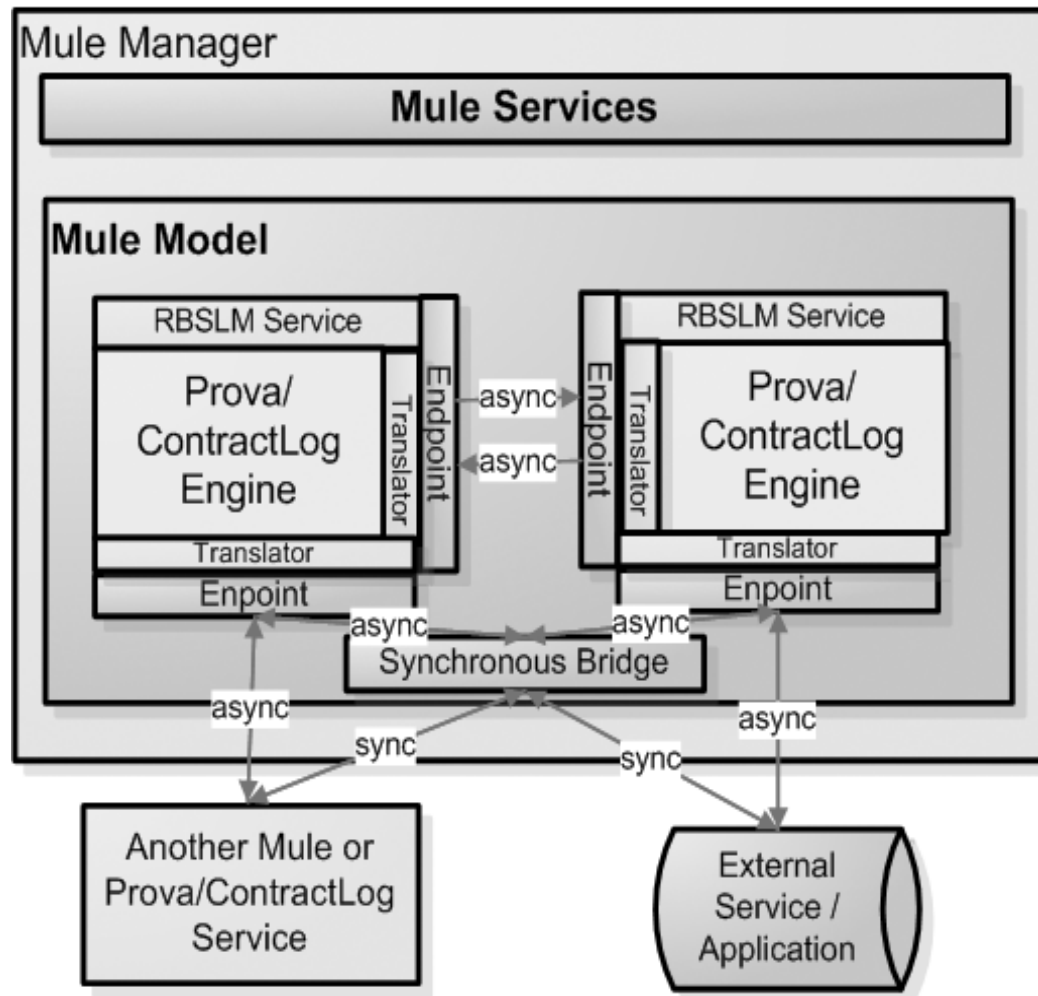 Mule Manager
Mule Services
Mule Model
RBSLM Service
Prova/
ContractLog
Engine
Translator
Endpoint
Translator
Enpoint
async
async
RBSLM Service
Endpoint
Translator
Prova/
ContractLog
Engine
Translator
Enpoint
async
async
Synchronous Bridge
async
sync
sync
async
Another Mule or
Prova/ContractLog
Service
External
Service /
Application